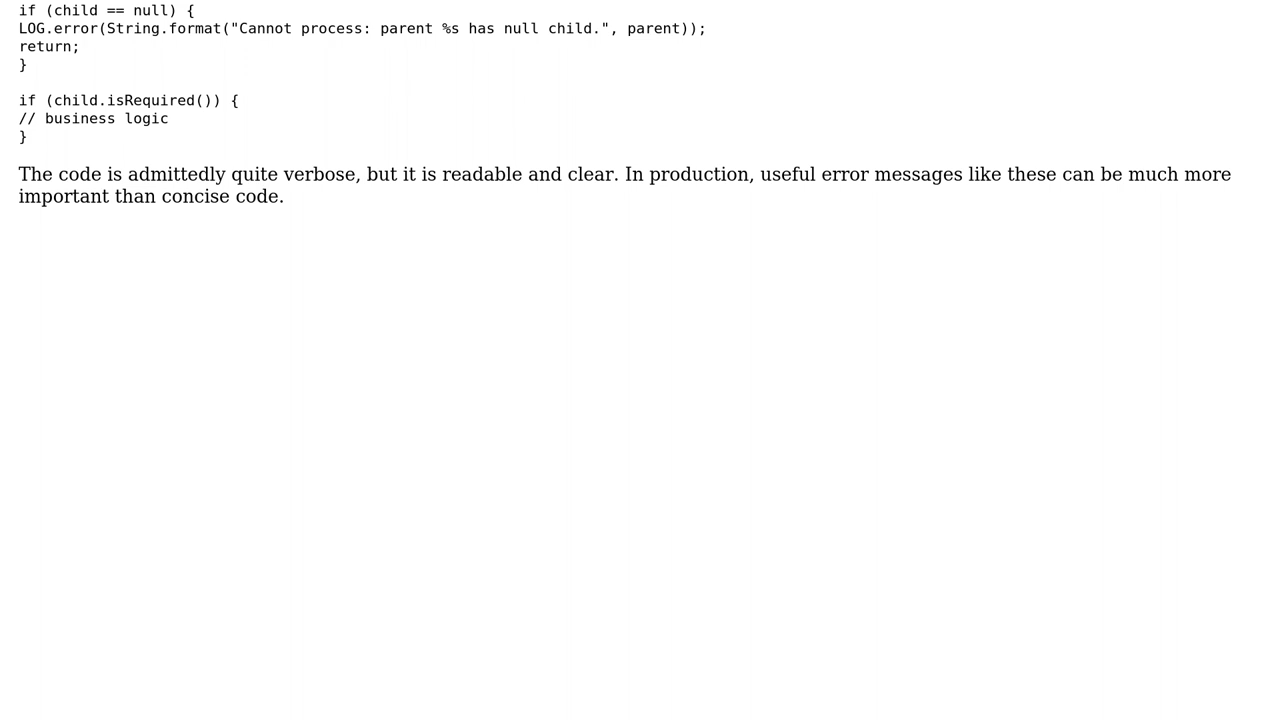 if (child == null) {
LOG.error(String.format("Cannot process: parent %s has null child.", parent));
return;
}
if (child.isRequired()) {
// business logic
}
The code is admittedly quite verbose, but it is readable and clear. In production, useful error messages like these can be much more
important than concise code.